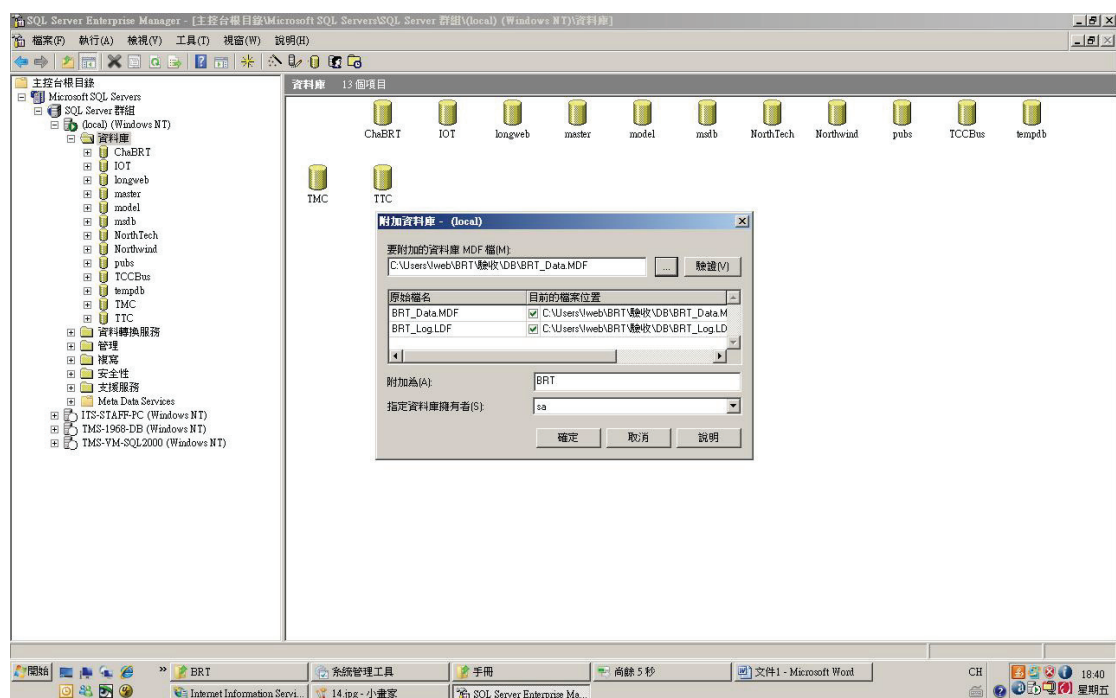 SQL Server Enterprise Manager - [主控台根目錄\Microsoft SQL Servers\SQL Server 群組\(local) (Windows NT)\資料庫]
檔案(F) 執行(A) 檢視(V) 工具(T) 視窗(W) 說明(H)
主控台根目錄
Microsoft SQL Servers
SQL Server 群組
(local) (Windows NT)
資料庫
ChaBRT
IOT
longweb
master
model
msdb
NorthTech
Northwind
pubs
TCCBus
tempdb
TMC
TTC
資料轉換服務
管理
複寫
安全性
支援服務
Meta Data Services
ITS-STAFF-PC (Windows NT)
TMS-1968-DB (Windows NT)
TMS-VM-SQL2000 (Windows NT)
資料庫 13 個項目
ChaBRT IOT longweb master model msdb NorthTech Northwind pubs TCCBus tempdb
TMC TTC
附加資料庫 - (local)
要附加的資料庫 MDF 檔(M):
C:\Users\lweb\BRT\驗收\DB\BRT_Data.MDF ... 驗證(V)
原始檔名 目前的檔案位置
BRT_Data.MDF C:\Users\lweb\BRT\驗收\DB\BRT_Data.M
BRT_Log.LDF C:\Users\lweb\BRT\驗收\DB\BRT_Log.LD
附加為(A): BRT
指定資料庫擁有者(S): sa
確定 取消 說明
開始 » BRT 系統管理工具 手冊 尚餘 5 秒 文件1 - Microsoft Word CH 18:40
Internet Information Servi... 14.jpg - 小畫家 SQL Server Enterprise Ma... 星期五